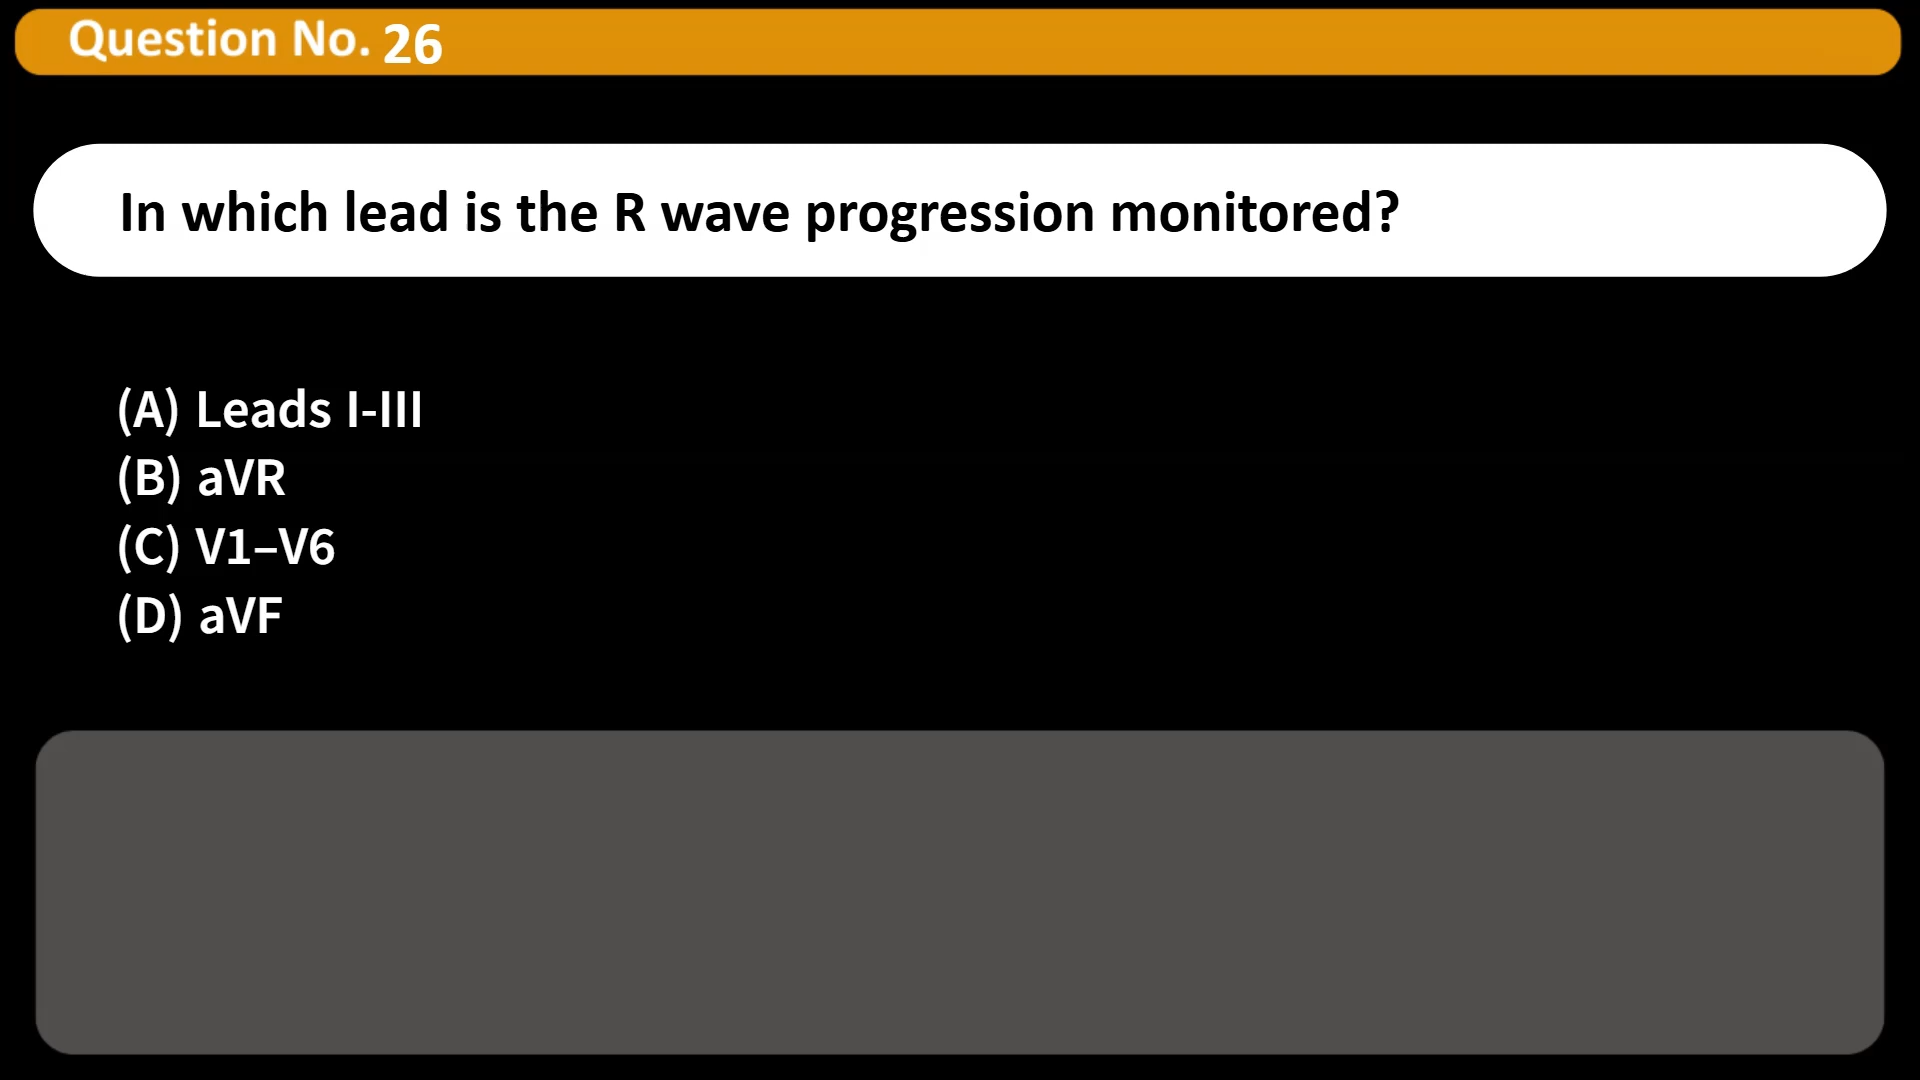 Question No. 26
In which lead is the R wave progression monitored?
(A) Leads I-III
(B) aVR
(C) V1–V6
(D) aVF